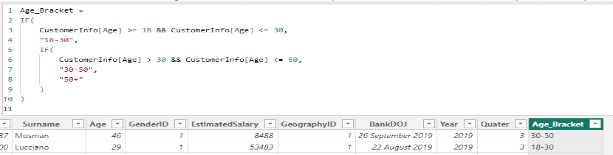 1 Age_Bracket =
2 IF(
3 CustomerInfo[Age] >= 18 && CustomerInfo[Age] <= 30,
4 "18-30",
5 IF(
6 CustomerInfo[Age] > 30 && CustomerInfo[Age] <= 50,
7 "30-50",
8 "50+"
9 )
10 )
11
Surname Age GenderID EstimatedSalary GeographyID BankDOJ Year Quater Age_Bracket
87 Mosman 46 1 8488 1 26 September 2019 2019 3 30-50
00 Lucciano 29 1 53483 1 22 August 2019 2019 3 18-30